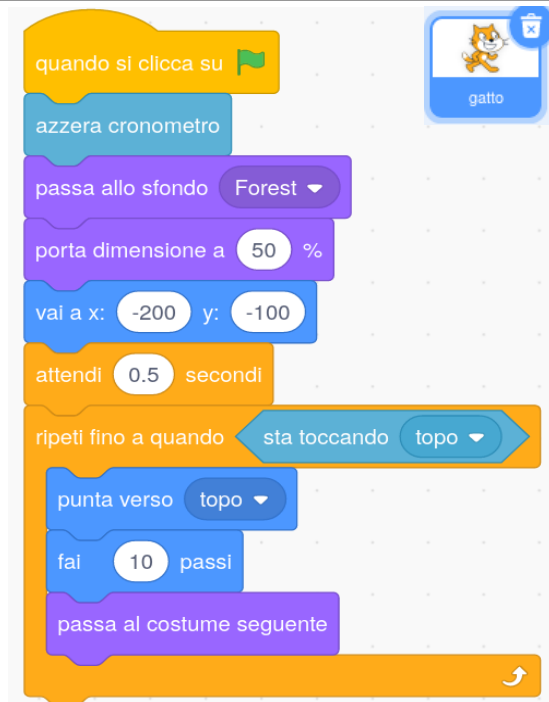 quando si clicca su
gatto
azzera cronometro
passa allo sfondo Forest
porta dimensione a 50 %
vai a x: -200 y: -100
attendi 0.5 secondi
ripeti fino a quando sta toccando topo
punta verso topo
fai 10 passi
passa al costume seguente